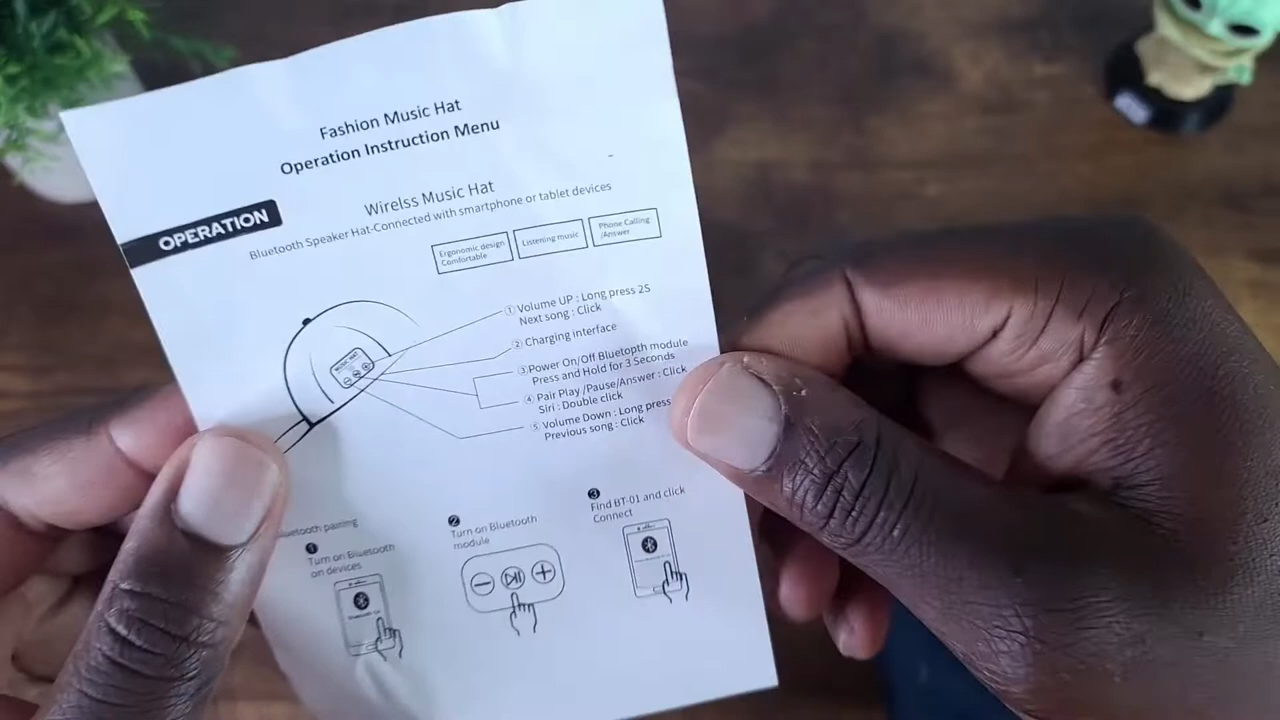 Fashion Music Hat
Operation Instruction Menu
OPERATION
Wirelss Music Hat
Bluetooth Speaker Hat-Connected with smartphone or tablet devices
Ergonomic design
Comfortable
Listening music
Phone Calling
/Answer
① Volume UP : Long press 2S
Next song : Click
② Charging interface
③ Power On/Off Bluetopth module
Press and Hold for 3 Seconds
④ Pair Play /Pause/Answer : Click
Siri : Double click
⑤ Volume Down : Long press
Previous song : Click
MUSIC HAT
uetooth pairing
❶
Turn on Bluetooth
on devices
❷
Turn on Bluetooth
module
❸
Find BT-01 and click
Connect